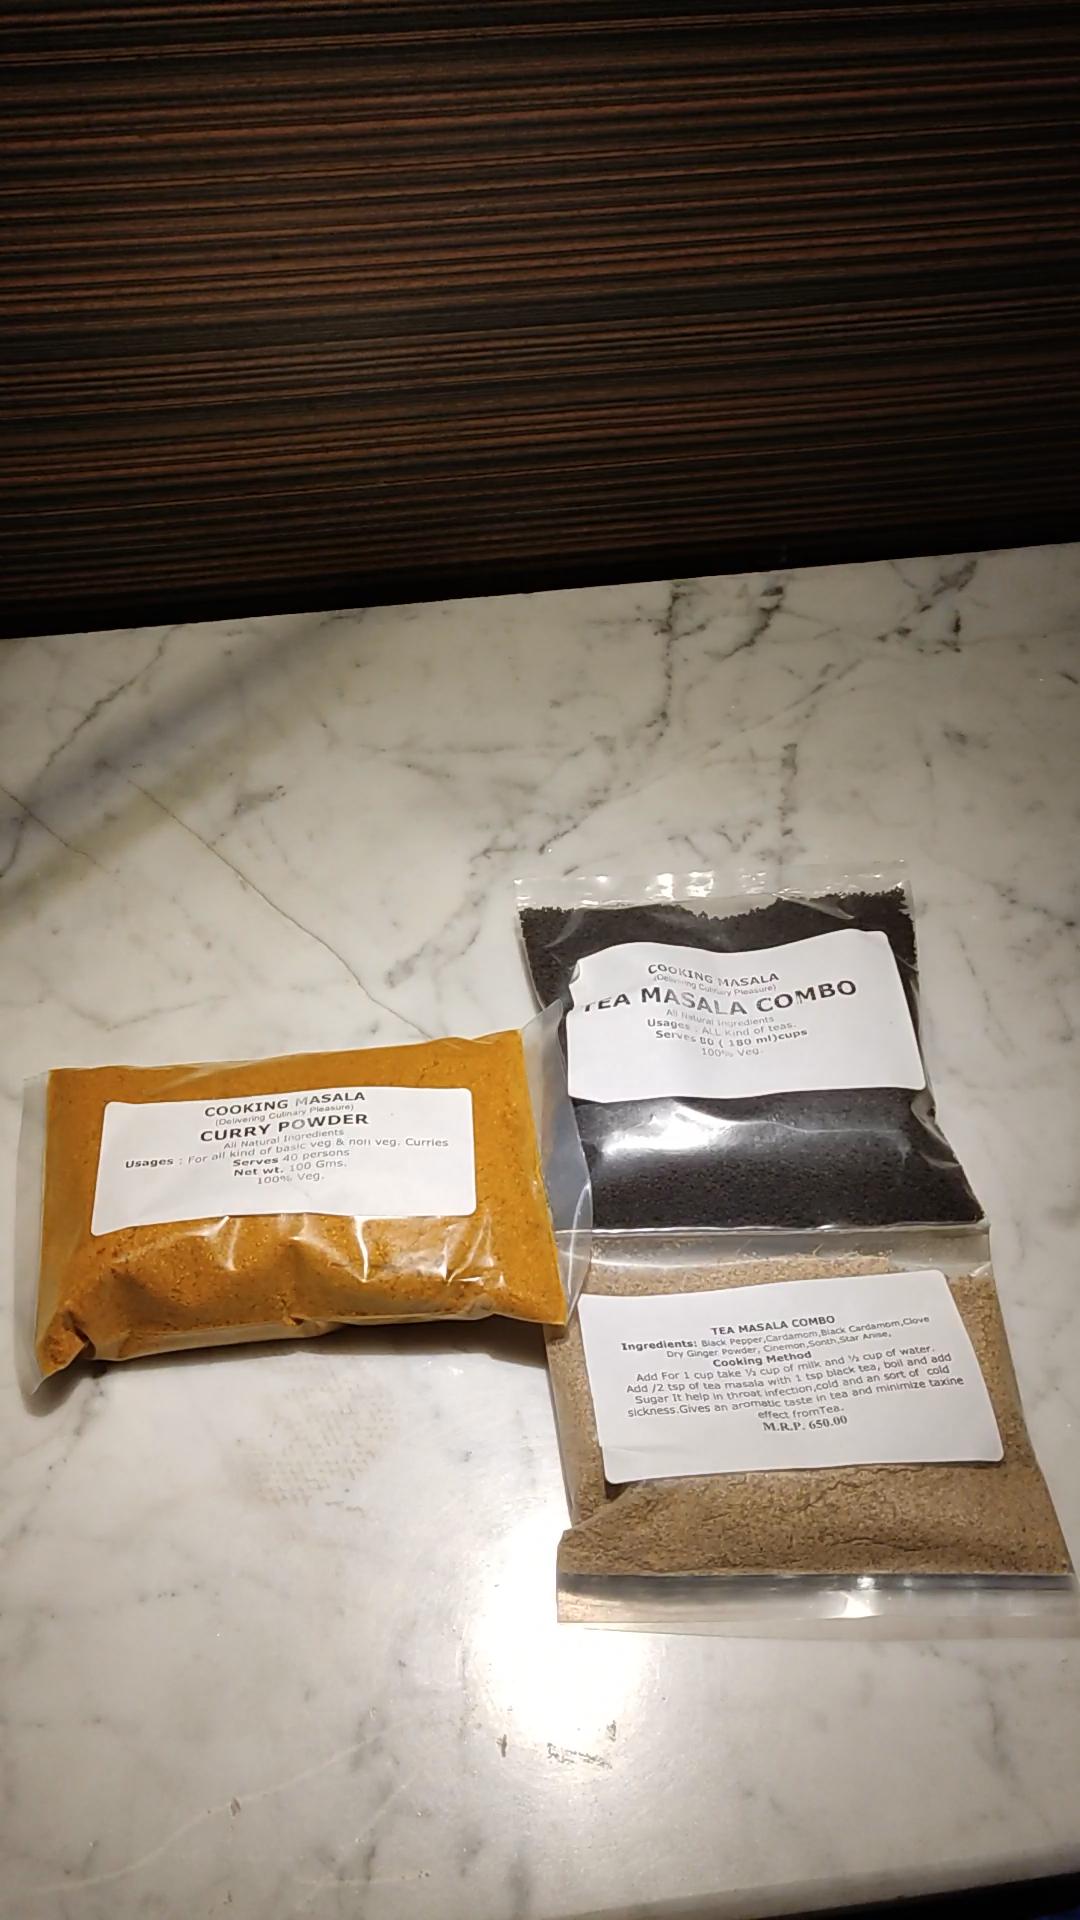 COOKING MASALA
(Delivering Culinary Pleasure)
TEA MASALA COMBO
All Natural Ingredients
Usages : ALL Kind of teas.
Serves 80 ( 180 ml)cups
100% Veg.
COOKING MASALA
(Delivering Culinary Pleasure)
CURRY POWDER
All Natural Ingredients
Usages : For all kind of basic veg & non veg. Curries
Serves 40 persons
Net wt. 100 Gms.
100% Veg.
TEA MASALA COMBO
Ingredients: Black Pepper,Cardamom,Black Cardamom,Clove
Dry Ginger Powder, Cinemon,Sonth,Star Anise,
Cooking Method
Add For 1 cup take ½ cup of milk and ½ cup of water.
Add /2 tsp of tea masala with 1 tsp black tea, boil and add
Sugar It help in throat infection,cold and an sort of cold
sickness.Gives an aromatic taste in tea and minimize taxine
effect fromTea.
M.R.P. 650.00